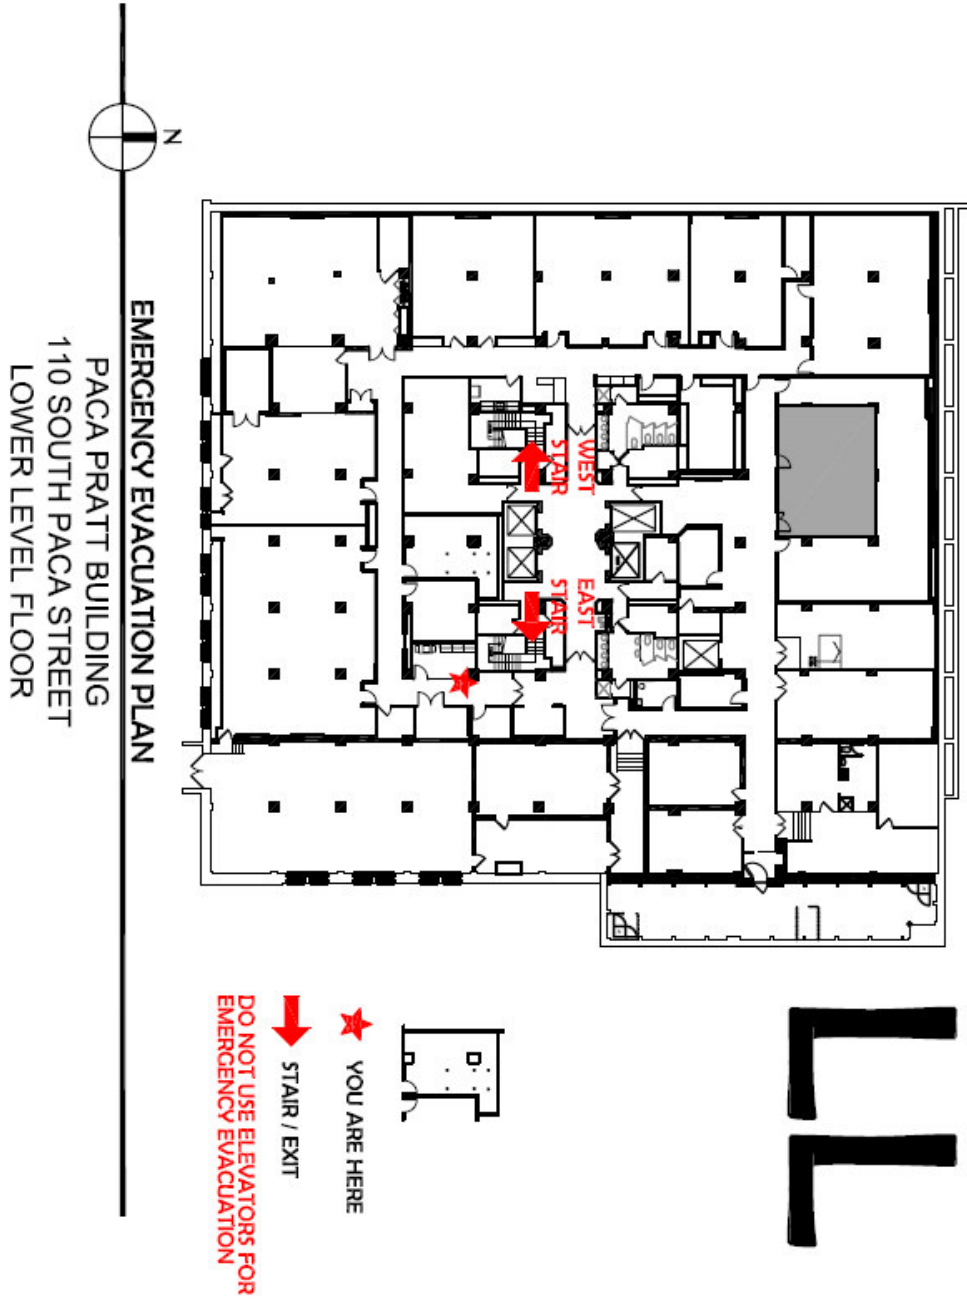 LL
WEST
STAIR
EAST
STAIR
YOU ARE HERE
STAIR / EXIT
DO NOT USE ELEVATORS FOR
EMERGENCY EVACUATION
N
EMERGENCY EVACUATION PLAN
PACA PRATT BUILDING
110 SOUTH PACA STREET
LOWER LEVEL FLOOR